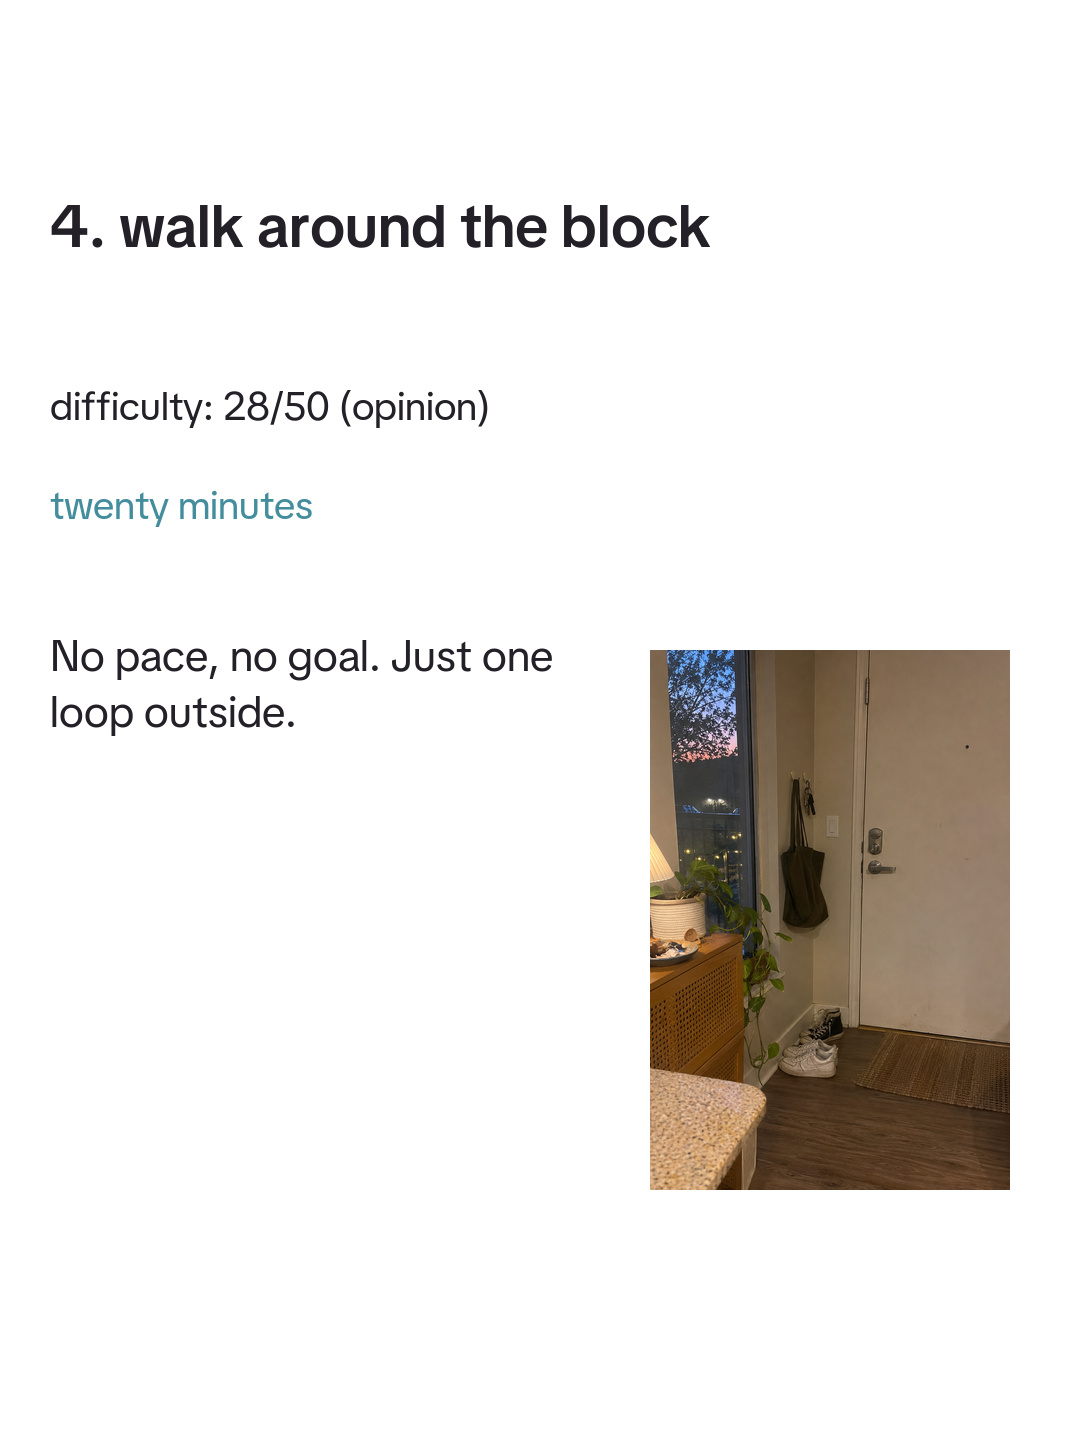 4. walk around the block
difficulty: 28/50 (opinion)
twenty minutes
No pace, no goal. Just one
loop outside.